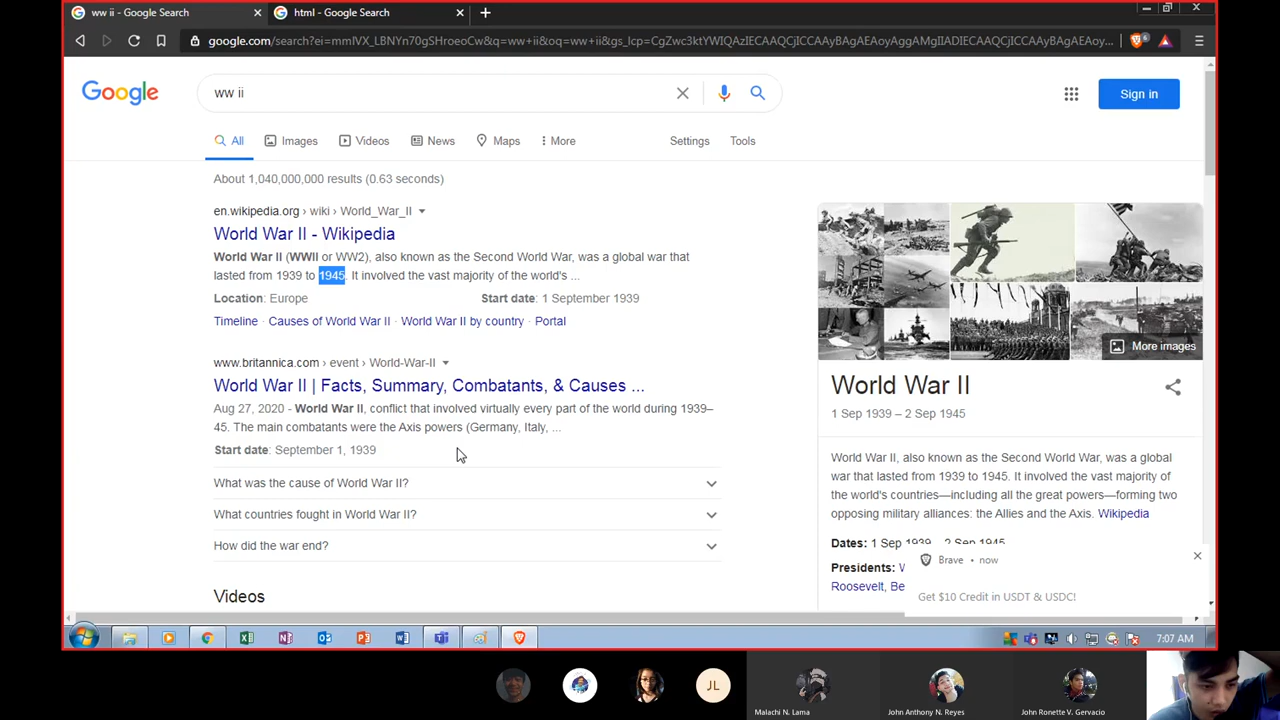 ww ii - Google Search
html - Google Search
google.com/search?ei=mmIVX_LBNYn70gSHroeoCw&q=ww+ii&oq=ww+ii&gs_lcp=CgZwc3ktYWIQAzIECAAQCjICCAAyBAgAEAoyAggAMgIIADIECAAQCjICCAAyBAgAEAoy...
6
Google
ww ii
Sign in
All
Images
Videos
News
Maps
More
Settings
Tools
About 1,040,000,000 results (0.63 seconds)
en.wikipedia.org › wiki › World_War_II
World War II - Wikipedia
World War II (WWII or WW2), also known as the Second World War, was a global war that
lasted from 1939 to 1945. It involved the vast majority of the world's ...
Location: Europe
Start date: 1 September 1939
Timeline · Causes of World War II · World War II by country · Portal
www.britannica.com › event › World-War-II
World War II | Facts, Summary, Combatants, & Causes ...
Aug 27, 2020 - World War II, conflict that involved virtually every part of the world during 1939–
45. The main combatants were the Axis powers (Germany, Italy, ...
Start date: September 1, 1939
What was the cause of World War II?
What countries fought in World War II?
How did the war end?
Videos
More images
World War II
1 Sep 1939 – 2 Sep 1945
World War II, also known as the Second World War, was a global
war that lasted from 1939 to 1945. It involved the vast majority of
the world's countries—including all the great powers—forming two
opposing military alliances: the Allies and the Axis. Wikipedia
Dates: 1 Sep 1939 – 2 Sep 1945
Presidents:
Roosevelt, Be
Brave • now
Get $10 Credit in USDT & USDC!
7:07 AM
JL
Malachi N. Lama
John Anthony N. Reyes
John Ronette V. Gervacio